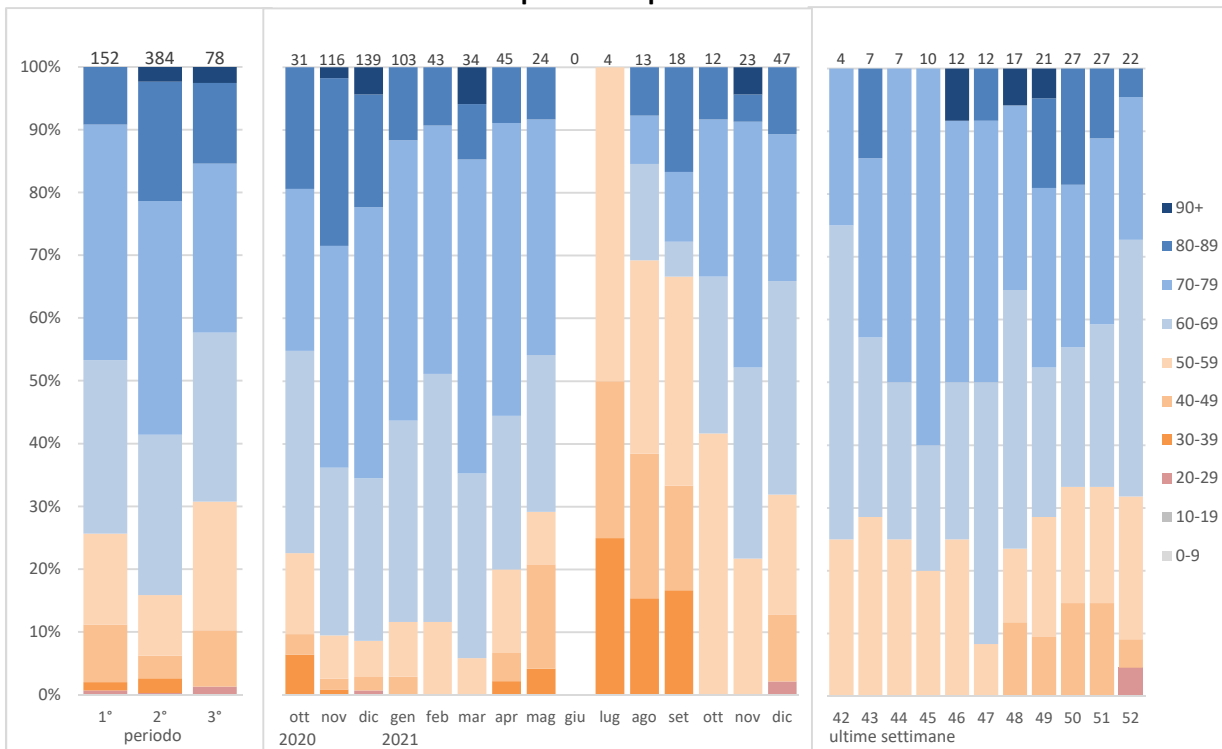 152 384 78
31 116 139 103 43 34 45 24 0 4 13 18 12 23 47
4 7 7 10 12 12 17 21 27 27 22
100%
90%
80%
70%
60%
50%
40%
30%
20%
10%
0%
1° 2° 3°
periodo
ott nov dic gen feb mar apr mag giu lug ago set ott nov dic
2020 2021
42 43 44 45 46 47 48 49 50 51 52
ultime settimane
90+
80-89
70-79
60-69
50-59
40-49
30-39
20-29
10-19
0-9